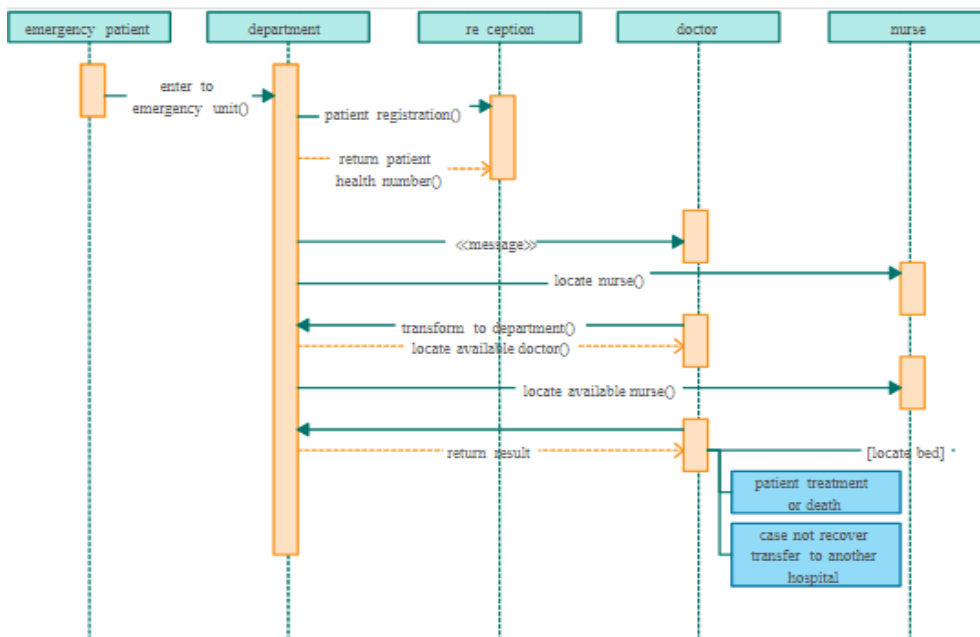 emergency patient
department
re ception
doctor
nurse
enter to
emergency unit()
patient registration()
return patient
health number()
≪message≫
locate nurse()
transform to department()
locate available doctor()
locate available nurse()
return result
[locate bed]
patient treatment
or death
case not recover
transfer to another
hospital